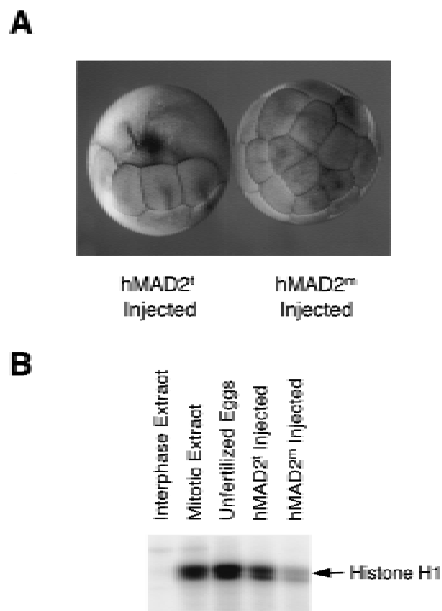 A
hMAD2ᵗ
Injected
hMAD2ᵐ
Injected
B
Interphase Extract
Mitotic Extract
Unfertilized Eggs
hMAD2ᵗ Injected
hMAD2ᵐ Injected
Histone H1